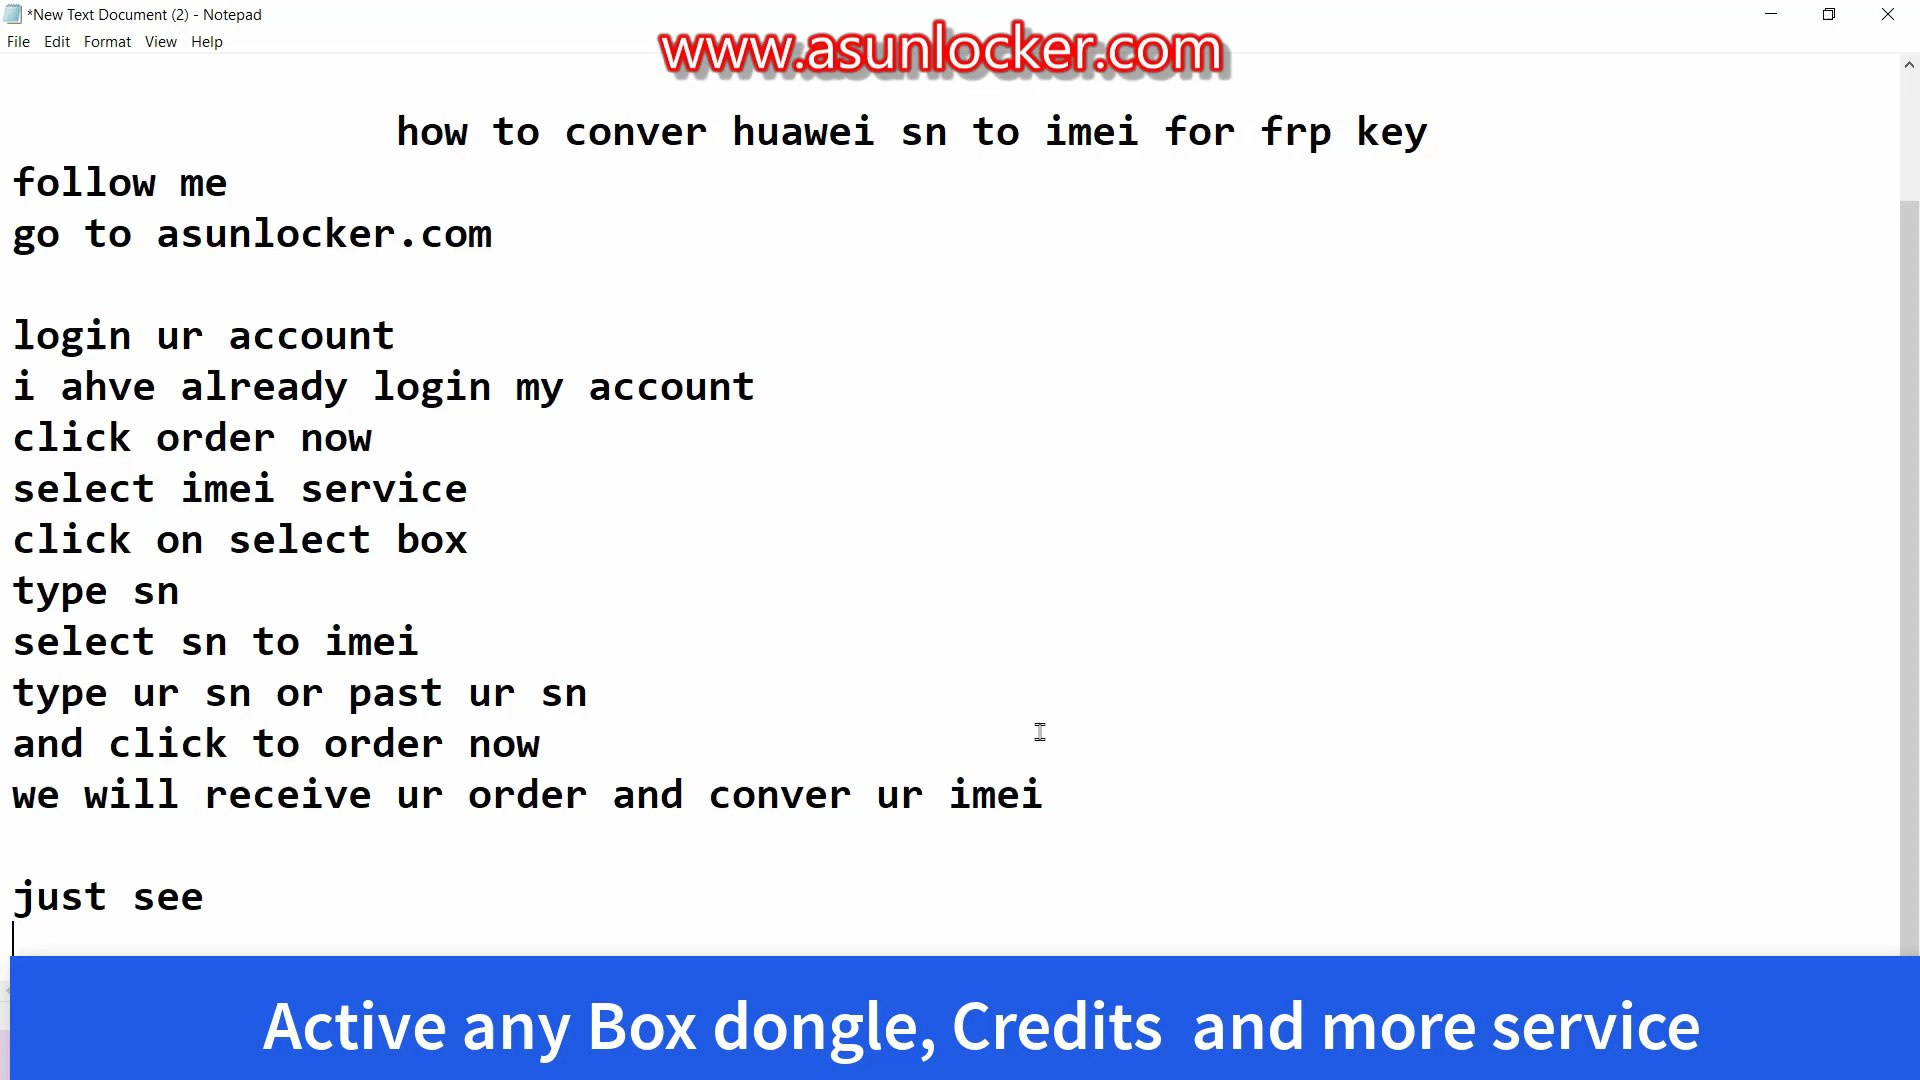 *New Text Document (2) - Notepad
File Edit Format View Help
www.asunlocker.com
how to conver huawei sn to imei for frp key
follow me
go to asunlocker.com
login ur account
i ahve already login my account
click order now
select imei service
click on select box
type sn
select sn to imei
type ur sn or past ur sn
and click to order now
we will receive ur order and conver ur imei
just see
Active any Box dongle, Credits and more service